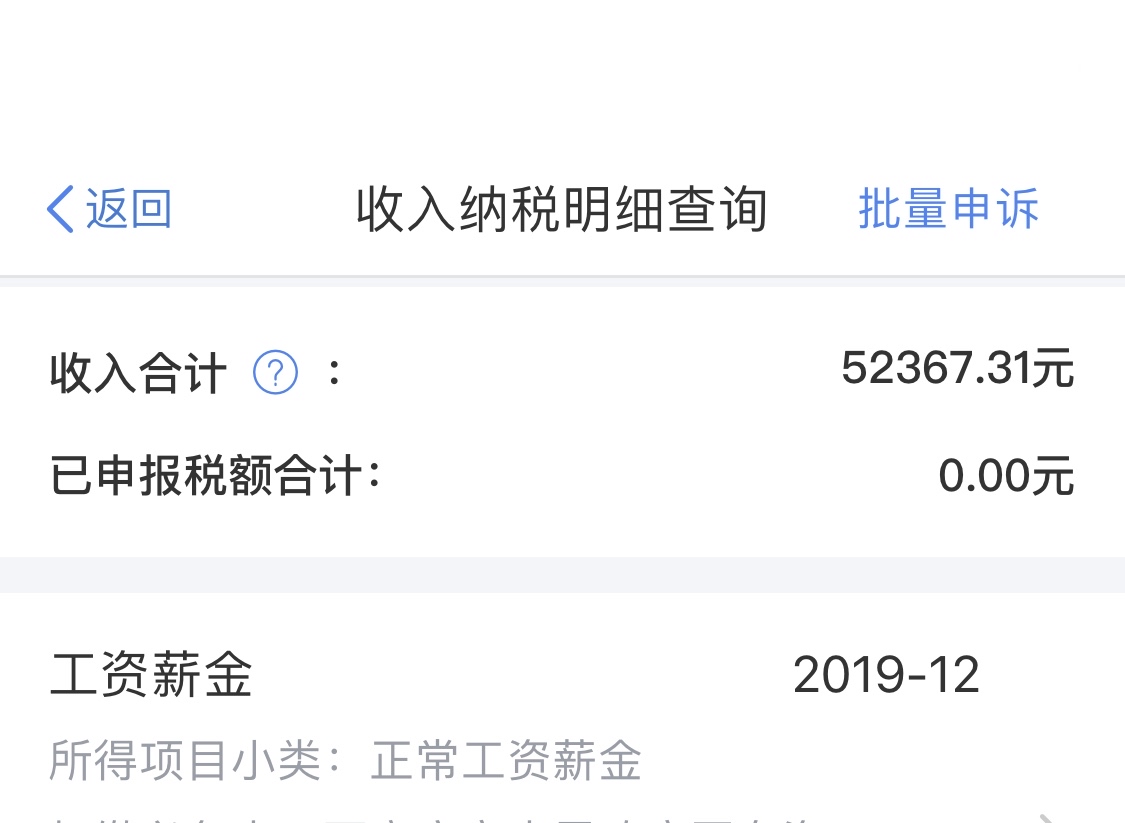 返回 收入纳税明细查询 批量申诉
收入合计 ? : 52367.31元
已申报税额合计: 0.00元
工资薪金 2019-12
所得项目小类: 正常工资薪金